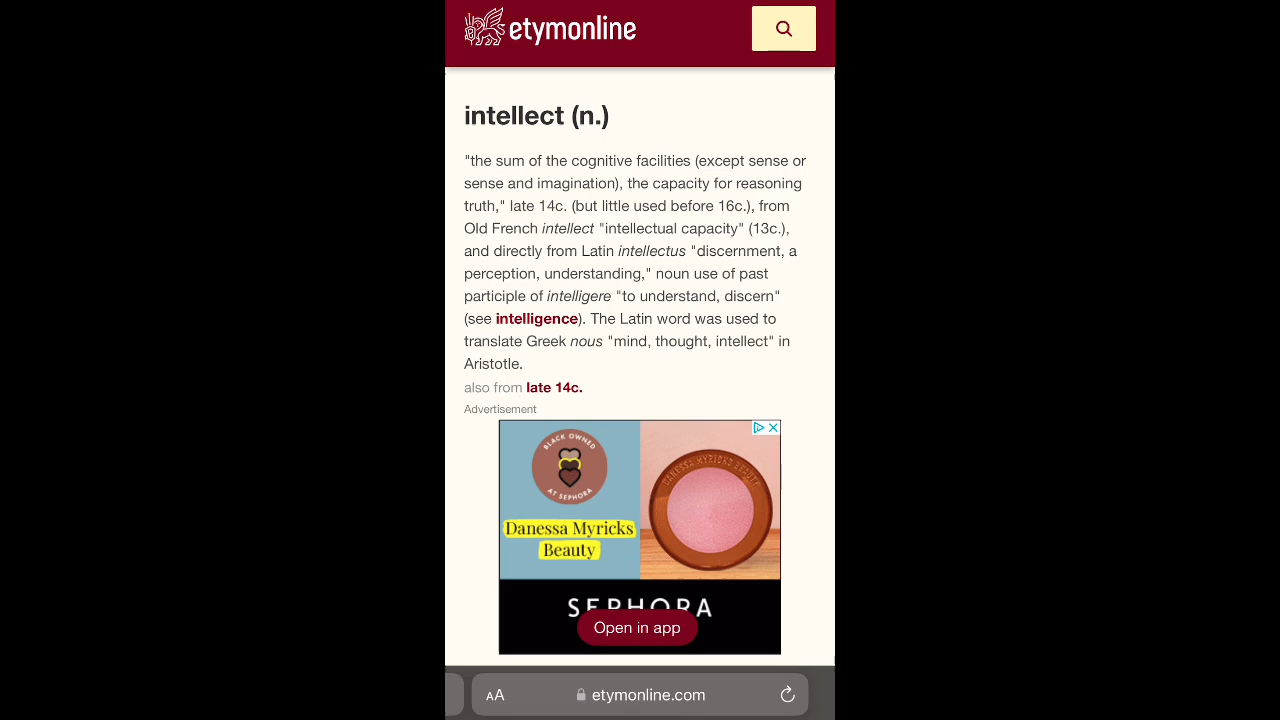 etymonline
intellect (n.)
"the sum of the cognitive facilities (except sense or
sense and imagination), the capacity for reasoning
truth," late 14c. (but little used before 16c.), from
Old French intellect "intellectual capacity" (13c.),
and directly from Latin intellectus "discernment, a
perception, understanding," noun use of past
participle of intelligere "to understand, discern"
(see intelligence). The Latin word was used to
translate Greek nous "mind, thought, intellect" in
Aristotle.
also from late 14c.
Advertisement
BLACK OWNED
AT SEPHORA
Danessa Myricks
Beauty
DANESSA MYRICKS BEAUTY
SEPHORA
Open in app
AA
etymonline.com